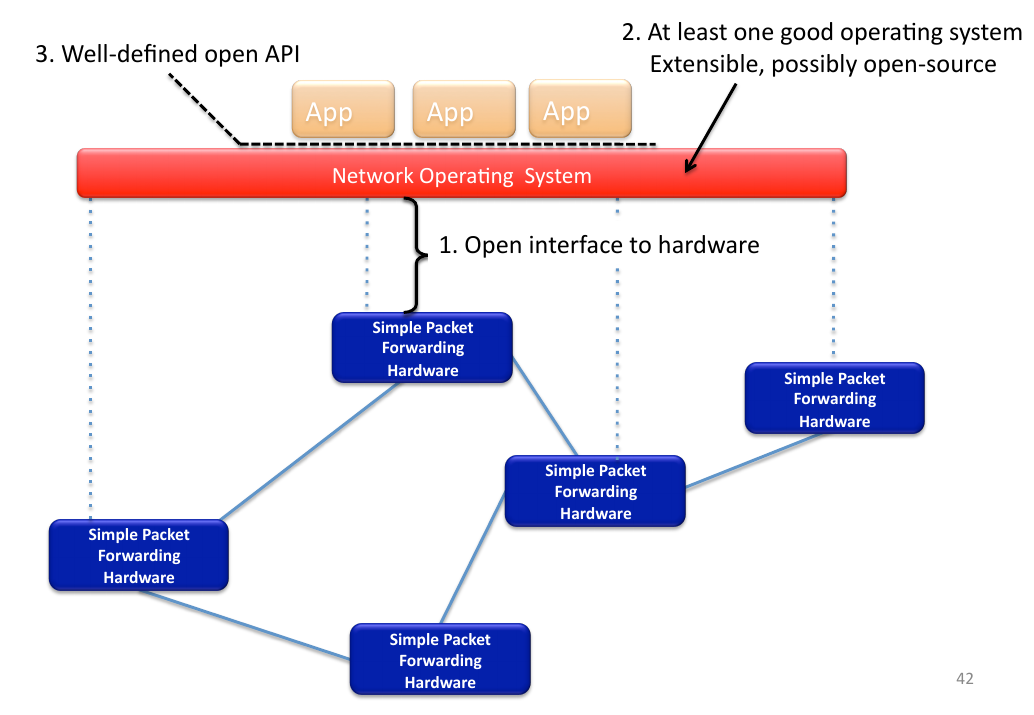 3. Well-defined open API
2. At least one good operating system
Extensible, possibly open-source
App
App
App
Network Operating System
1. Open interface to hardware
Simple Packet
Forwarding
Hardware
Simple Packet
Forwarding
Hardware
Simple Packet
Forwarding
Hardware
Simple Packet
Forwarding
Hardware
Simple Packet
Forwarding
Hardware
42